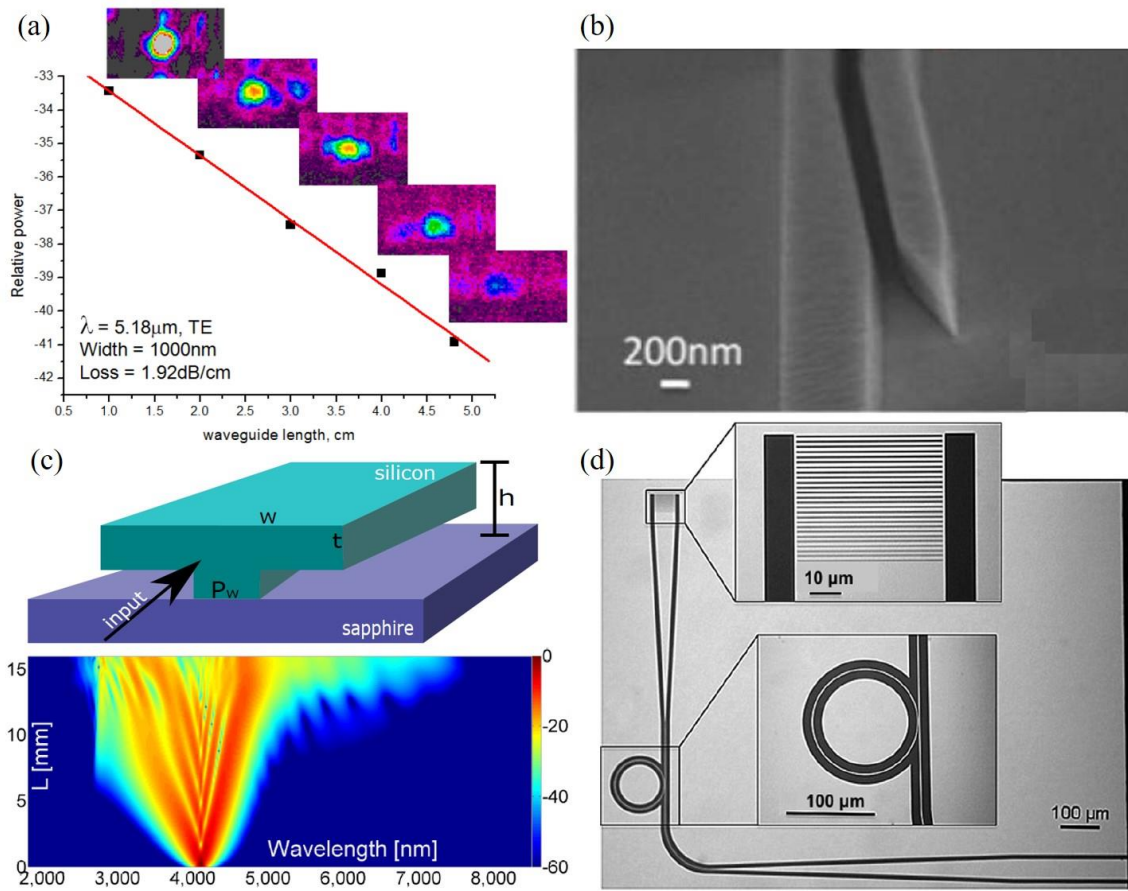 (a)
-33
-34
-35
-36
-37
-38
-39
-40
-41
-42
Relative power
λ = 5.18μm, TE
Width = 1000nm
Loss = 1.92dB/cm
0.5 1.0 1.5 2.0 2.5 3.0 3.5 4.0 4.5 5.0
waveguide length, cm
(b)
200nm
(c)
silicon
h
w
t
Pw
input
sapphire
15
10
5
0
L [mm]
Wavelength [nm]
2,000 3,000 4,000 5,000 6,000 7,000 8,000
0
-20
-40
-60
(d)
10 μm
100 μm
100 μm